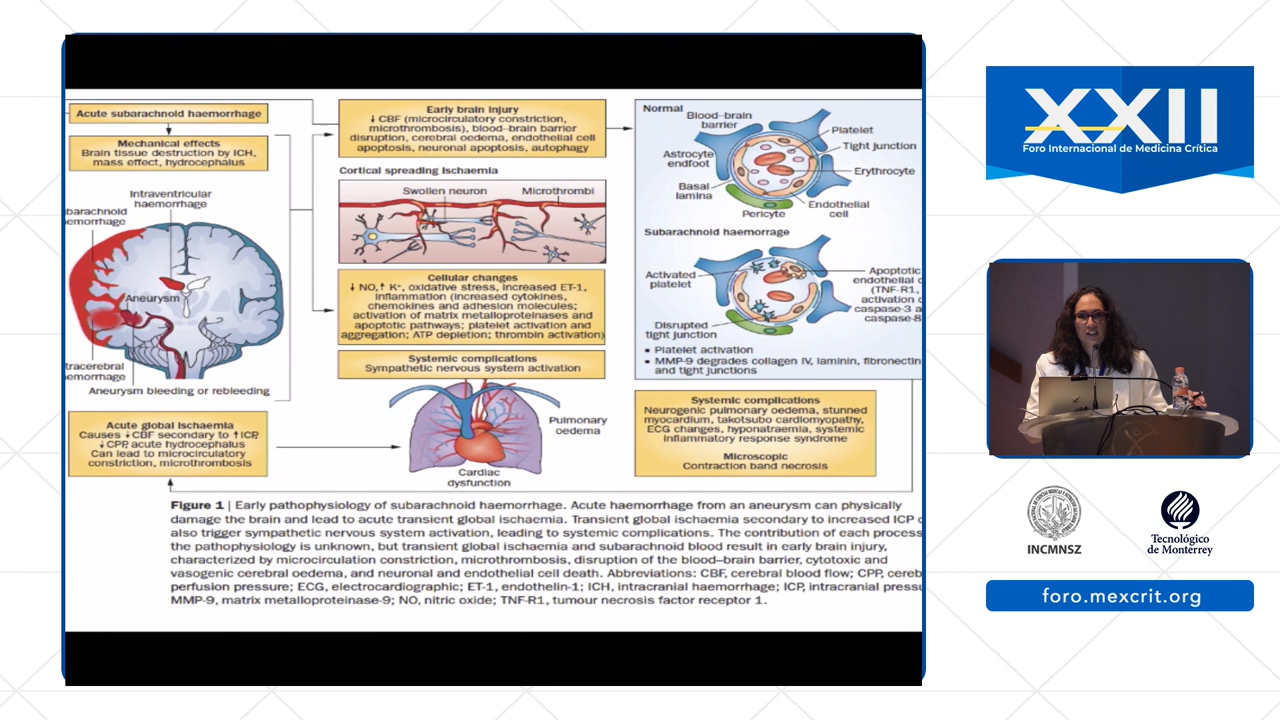 Acute subarachnoid haemorrhage
Mechanical effects
Brain tissue destruction by ICH,
mass effect, hydrocephalus
Intraventricular
haemorrhage
barachnoid
emorrhage
Aneurysm
tracerebral
emorrhage
Aneurysm bleeding or rebleeding
Acute global ischaemia
Causes ↓CBF secondary to ↑ICP,
↓CPP, acute hydrocephalus
Can lead to microcirculatory
constriction, microthrombosis
Early brain injury
↓ CBF (microcirculatory constriction,
microthrombosis), blood–brain barrier
disruption, cerebral oedema, endothelial cell
apoptosis, neuronal apoptosis, autophagy
Cortical spreading ischaemia
Swollen neuron
Microthrombi
Cellular changes
↓ NO,↑ K+, oxidative stress, increased ET-1,
inflammation (increased cytokines,
chemokines and adhesion molecules;
activation of matrix metalloproteinases and
apoptotic pathways; platelet activation and
aggregation; ATP depletion; thrombin activation)
Systemic complications
Sympathetic nervous system activation
Pulmonary
oedema
Cardiac
dysfunction
Normal
Blood–brain
barrier
Platelet
Tight junction
Astrocyte
endfoot
Erythrocyte
Basal
lamina
Endothelial
cell
Pericyte
Subarachnoid haemorrage
Activated
platelet
Apoptotic
endothelial c
(TNF-R1,
activation o
caspase-3 a
caspase-8
Disrupted
tight junction
▪ Platelet activation
▪ MMP-9 degrades collagen IV, laminin, fibronectin
and tight junctions
Systemic complications
Neurogenic pulmonary oedema, stunned
myocardium, takotsubo cardiomyopathy,
ECG changes, hyponatraemia, systemic
inflammatory response syndrome
Microscopic
Contraction band necrosis
Figure 1 | Early pathophysiology of subarachnoid haemorrhage. Acute haemorrhage from an aneurysm can physically
damage the brain and lead to acute transient global ischaemia. Transient global ischaemia secondary to increased ICP c
also trigger sympathetic nervous system activation, leading to systemic complications. The contribution of each process
the pathophysiology is unknown, but transient global ischaemia and subarachnoid blood result in early brain injury,
characterized by microcirculation constriction, microthrombosis, disruption of the blood–brain barrier, cytotoxic and
vasogenic cerebral oedema, and neuronal and endothelial cell death. Abbreviations: CBF, cerebral blood flow; CPP, cereb
perfusion pressure; ECG, electrocardiographic; ET-1, endothelin-1; ICH, intracranial haemorrhage; ICP, intracranial pressu
MMP-9, matrix metalloproteinase-9; NO, nitric oxide; TNF-R1, tumour necrosis factor receptor 1.
XXII
Foro Internacional de Medicina Crítica
INCMNSZ
Tecnológico
de Monterrey
foro.mexcrit.org